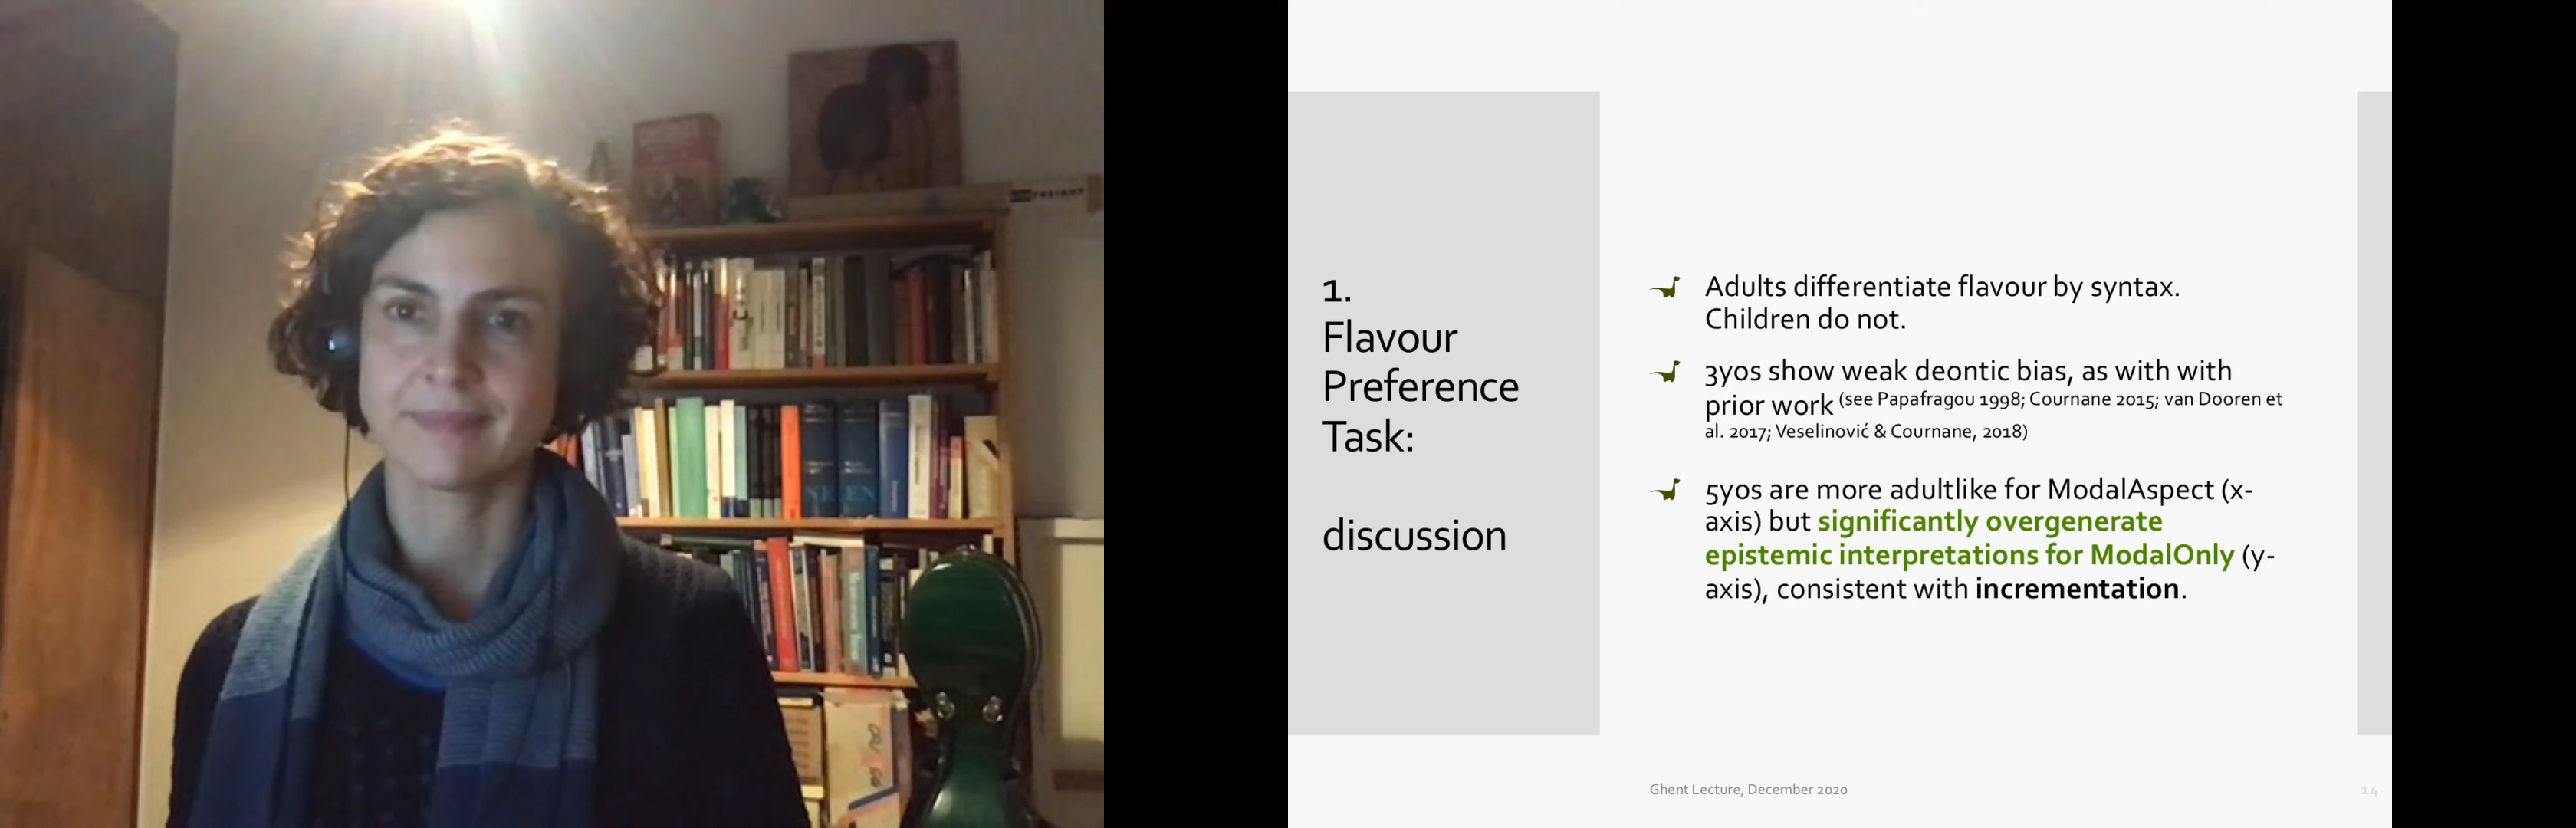 FREIGHT
1.
Flavour
Preference
Task:
discussion
Adults differentiate flavour by syntax.
Children do not.
3yos show weak deontic bias, as with with
prior work (see Papafragou 1998; Cournane 2015; van Dooren et
al. 2017; Veselinović & Cournane, 2018)
5yos are more adultlike for ModalAspect (x-
axis) but significantly overgenerate
epistemic interpretations for ModalOnly (y-
axis), consistent with incrementation.
Ghent Lecture, December 2020
14